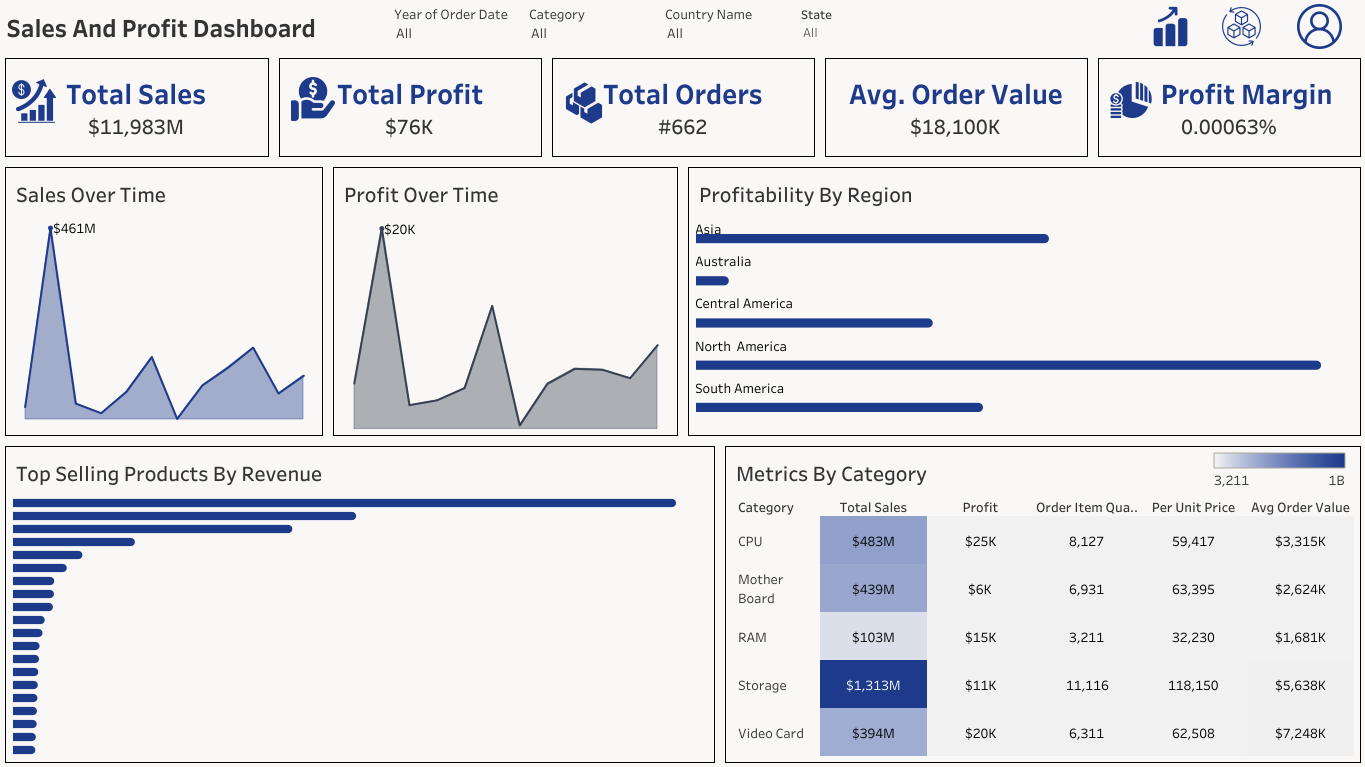 Sales And Profit Dashboard
Year of Order Date
All
Category
All
Country Name
All
State
All
Total Sales
$11,983M
Total Profit
$76K
Total Orders
#662
Avg. Order Value
$18,100K
Profit Margin
0.00063%
Sales Over Time
$461M
Profit Over Time
$20K
Profitability By Region
Asia
Australia
Central America
North America
South America
Top Selling Products By Revenue
Metrics By Category
3,211 1B
Category Total Sales Profit Order Item Qua.. Per Unit Price Avg Order Value
CPU $483M $25K 8,127 59,417 $3,315K
Mother
Board $439M $6K 6,931 63,395 $2,624K
RAM $103M $15K 3,211 32,230 $1,681K
Storage $1,313M $11K 11,116 118,150 $5,638K
Video Card $394M $20K 6,311 62,508 $7,248K